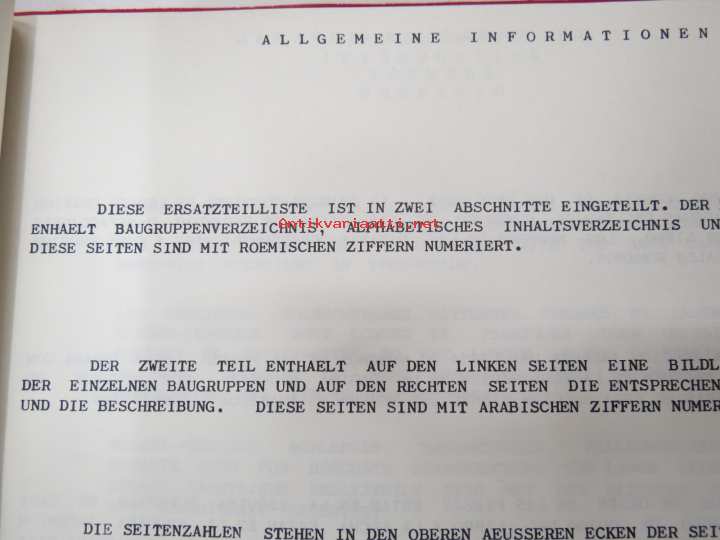 ALLGEMEINE INFORMATIONEN
DIESE ERSATZTEILLISTE IST IN ZWEI ABSCHNITTE EINGETEILT. DER
Antikvariaatti.net
ENHAELT BAUGRUPPENVERZEICHNIS, ALPHABETISCHES INHALTSVERZEICHNIS UN
DIESE SEITEN SIND MIT ROEMISCHEN ZIFFERN NUMERIERT.
DER ZWEITE TEIL ENTHAELT AUF DEN LINKEN SEITEN EINE BILDL
DER EINZELNEN BAUGRUPPEN UND AUF DEN RECHTEN SEITEN DIE ENTSPRECHEN
UND DIE BESCHREIBUNG. DIESE SEITEN SIND MIT ARABISCHEN ZIFFERN NUMER
DIE SEITENZAHLEN STEHEN IN DEN OBEREN AEUSSEREN ECKEN DER SEI